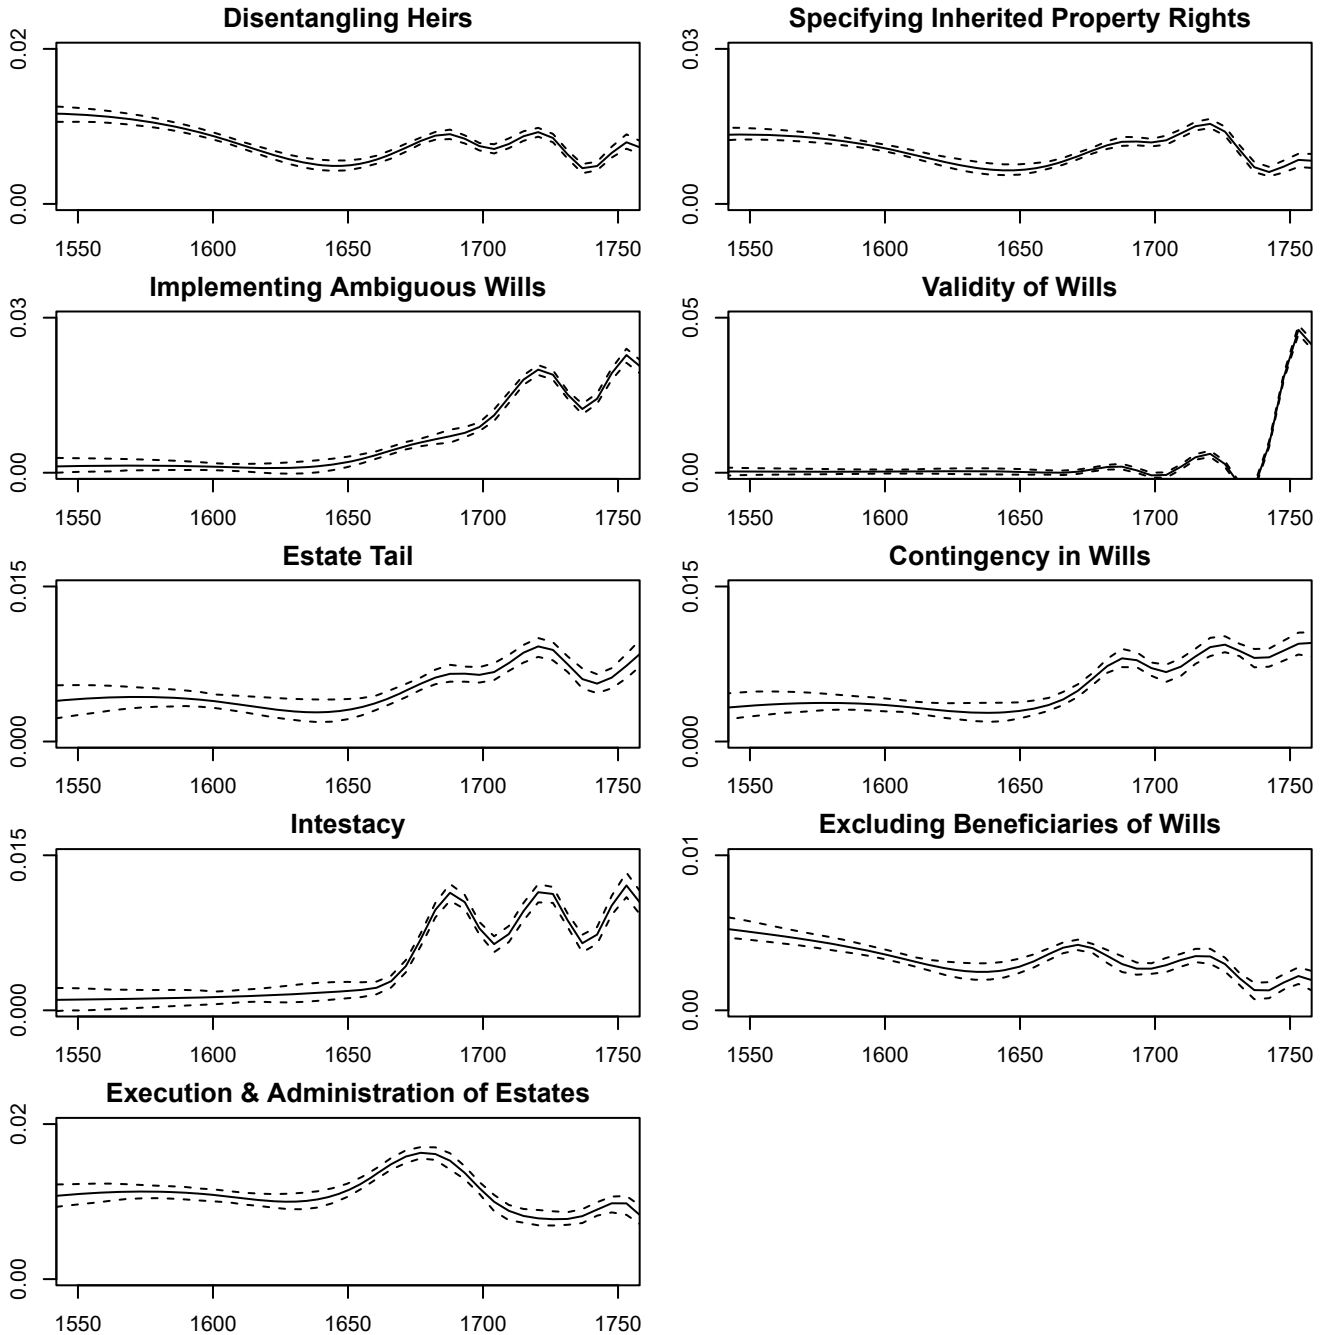 Disentangling Heirs
0.02
0.00
1550 1600 1650 1700 1750
Specifying Inherited Property Rights
0.03
0.00
1550 1600 1650 1700 1750
Implementing Ambiguous Wills
0.03
0.00
1550 1600 1650 1700 1750
Validity of Wills
0.05
0.00
1550 1600 1650 1700 1750
Estate Tail
0.015
0.000
1550 1600 1650 1700 1750
Contingency in Wills
0.015
0.000
1550 1600 1650 1700 1750
Intestacy
0.015
0.000
1550 1600 1650 1700 1750
Excluding Beneficiaries of Wills
0.01
0.00
1550 1600 1650 1700 1750
Execution & Administration of Estates
0.02
0.00
1550 1600 1650 1700 1750